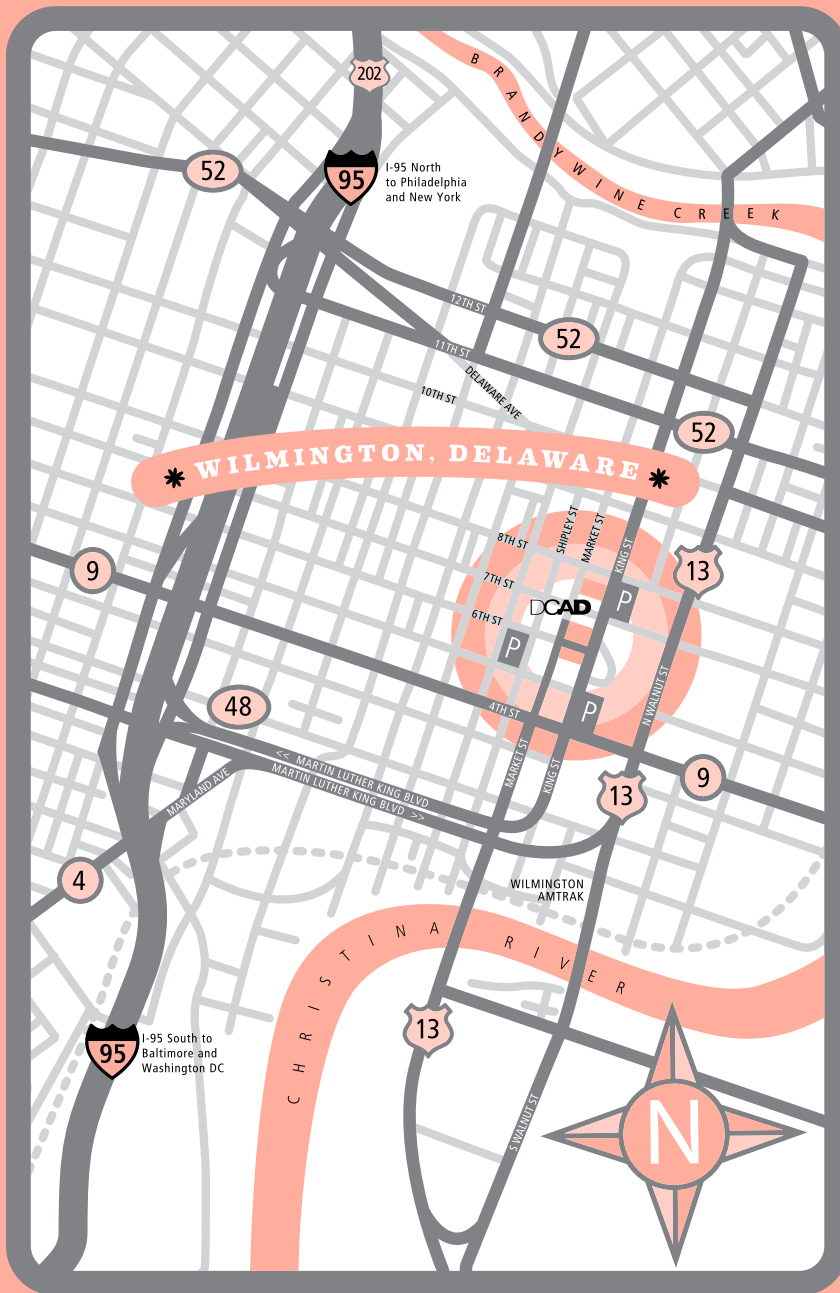 202
BRANDYWINE CREEK
52
95
I-95 North
to Philadelphia
and New York
12TH ST
52
11TH ST
DELAWARE AVE
10TH ST
52
WILMINGTON, DELAWARE
SHIPLEY ST
MARKET ST
KING ST
8TH ST
9
13
7TH ST
DCAD
P
6TH ST
P
N WALNUT ST
48
4TH ST
P
<< MARTIN LUTHER KING BLVD
MARTIN LUTHER KING BLVD >>
MARKET ST
KING ST
MARYLAND AVE
9
13
4
WILMINGTON
AMTRAK
CHRISTINA RIVER
13
95
I-95 South to
Baltimore and
Washington DC
S WALNUT ST
N